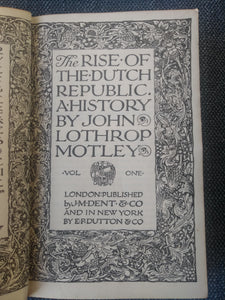 The RISE·OF
THE·DUTCH
REPUBLIC.
A·HISTORY
BY JOHN
LOTHROP
MOTLEY
·VOL ONE·
LONDON:PUBLISHED
by J·M·DENT·&·CO
AND IN NEW YORK
BY E·P·DUTTON & CO